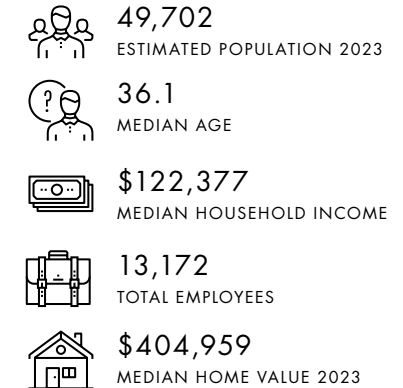 49,702
ESTIMATED POPULATION 2023
?
36.1
MEDIAN AGE
$122,377
MEDIAN HOUSEHOLD INCOME
13,172
TOTAL EMPLOYEES
$404,959
MEDIAN HOME VALUE 2023